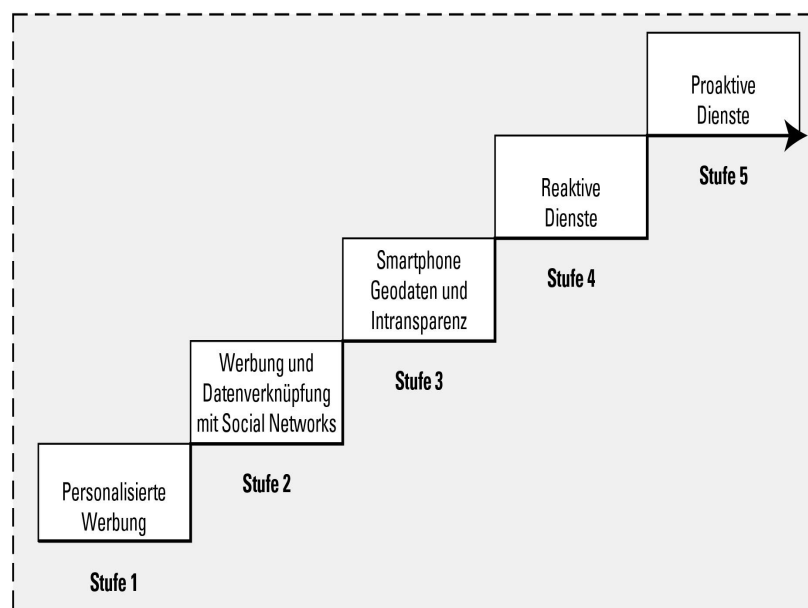 Proaktive
Dienste
Stufe 5
Reaktive
Dienste
Stufe 4
Smartphone
Geodaten und
Intransparenz
Stufe 3
Werbung und
Datenverknüpfung
mit Social Networks
Stufe 2
Personalisierte
Werbung
Stufe 1